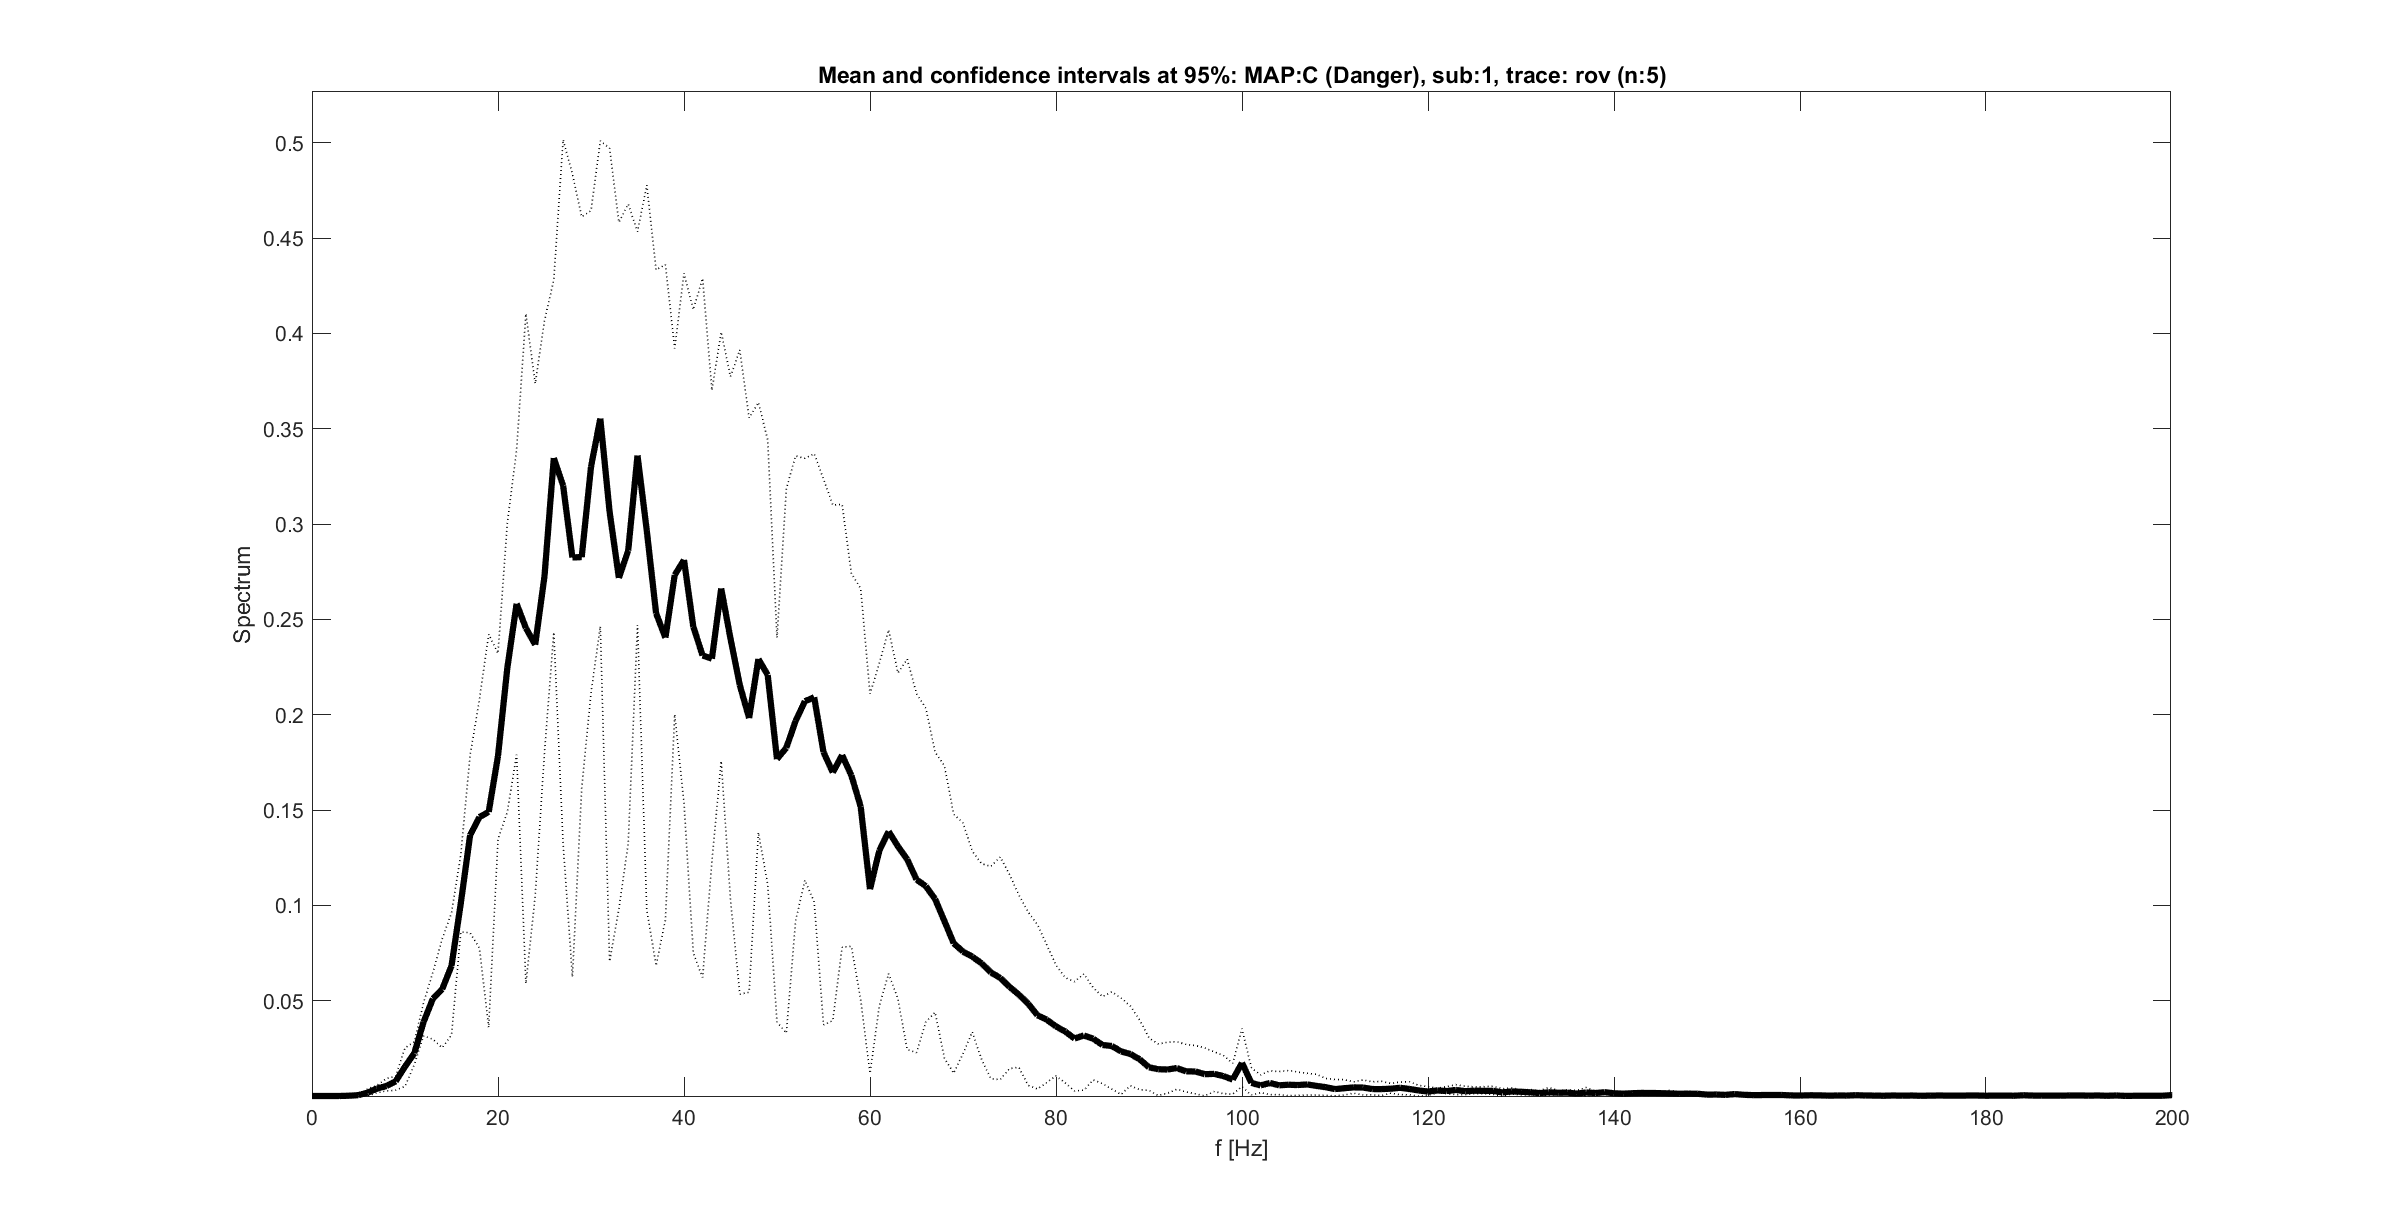 Mean and confidence intervals at 95%: MAP:C (Danger), sub:1, trace: rov (n:5)
0.5
0.45
0.4
0.35
0.3
0.25
0.2
0.15
0.1
0.05
Spectrum
0 20 40 60 80 100 120 140 160 180 200
f [Hz]